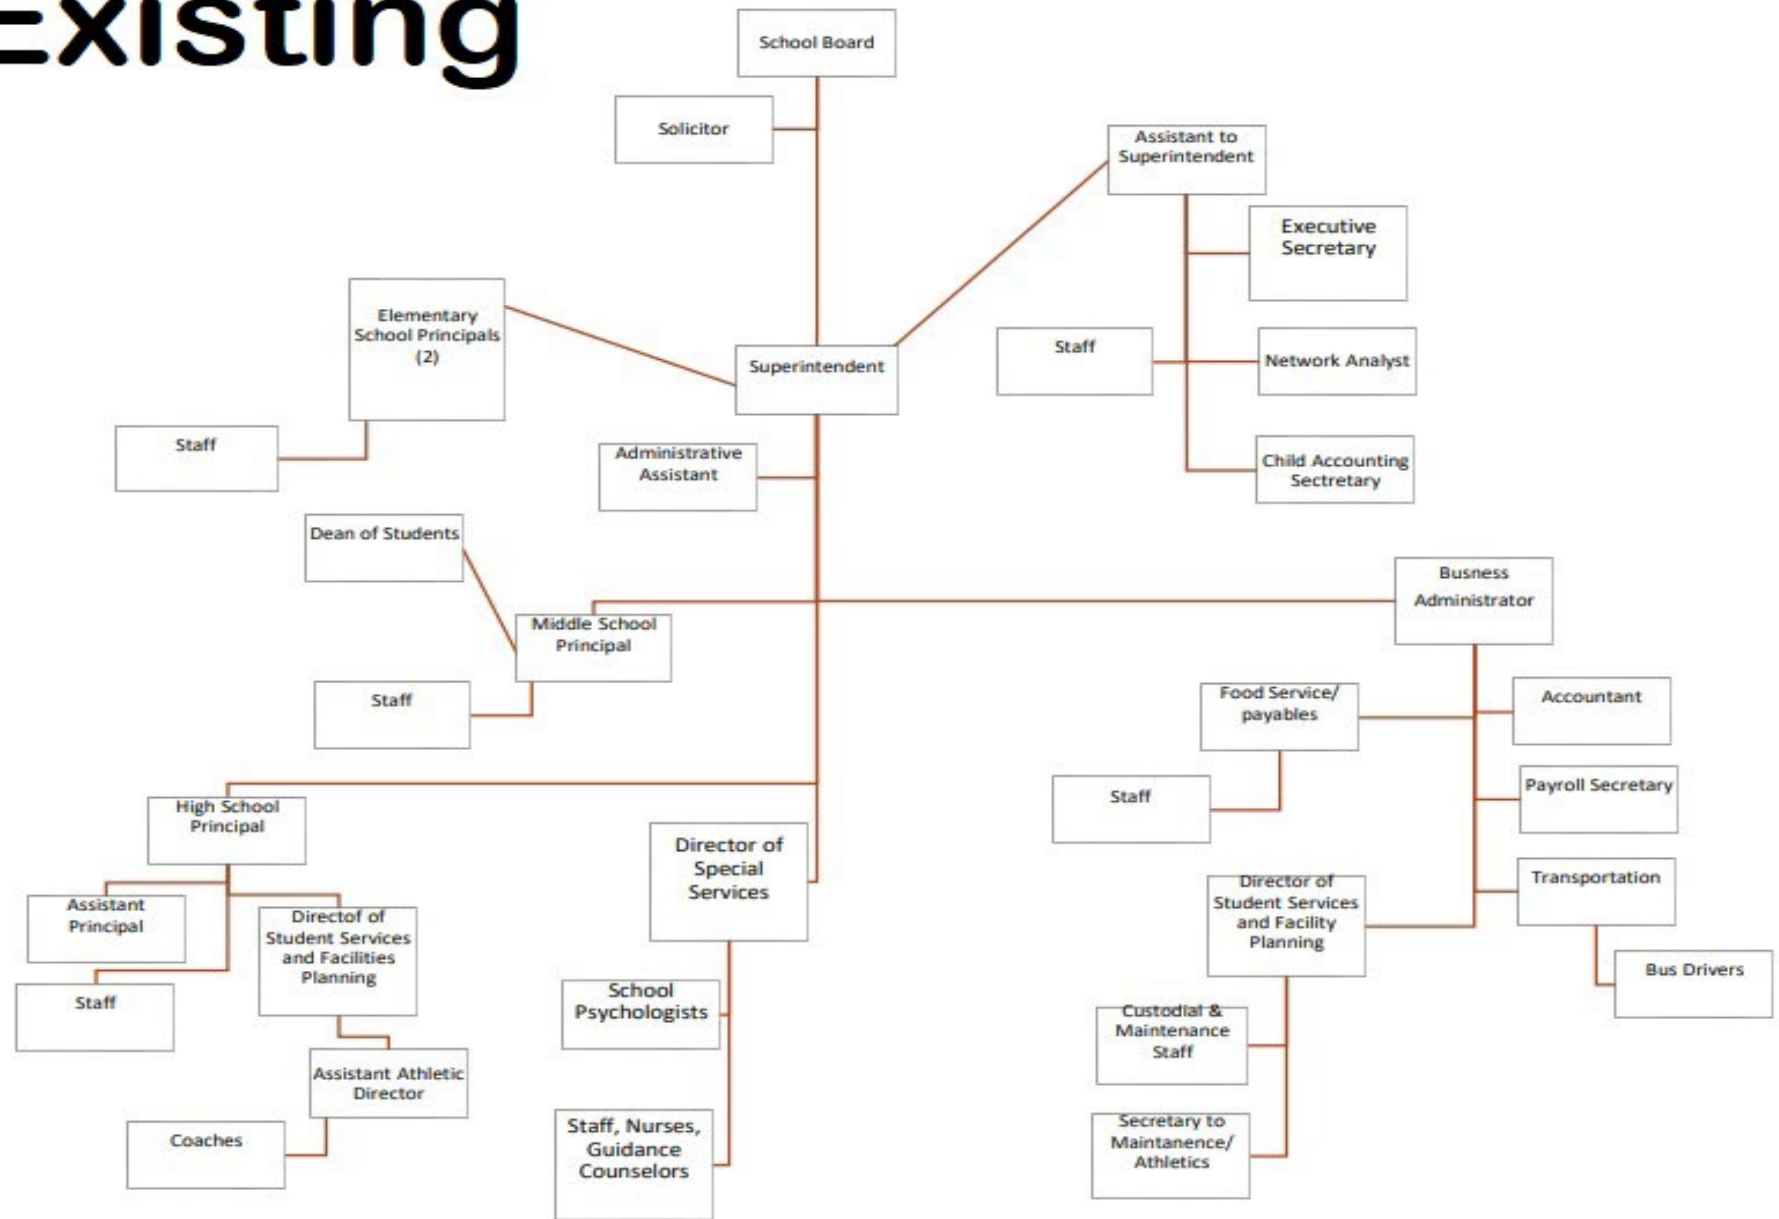 Existing
School Board
Solicitor
Assistant to
Superintendent
Executive
Secretary
Elementary
School Principals
(2)
Superintendent
Staff
Network Analyst
Staff
Administrative
Assistant
Child Accounting
Sectretary
Dean of Students
Busness
Administrator
Middle School
Principal
Staff
Food Service/
payables
Accountant
Staff
Payroll Secretary
High School
Principal
Director of
Special
Services
Director of
Student Services
and Facility
Planning
Transportation
Assistant
Principal
Directof of
Student Services
and Facilities
Planning
Bus Drivers
Staff
School
Psychologists
Custodial &
Maintenance
Staff
Assistant Athletic
Director
Coaches
Staff, Nurses,
Guidance
Counselors
Secretary to
Maintanence/
Athletics